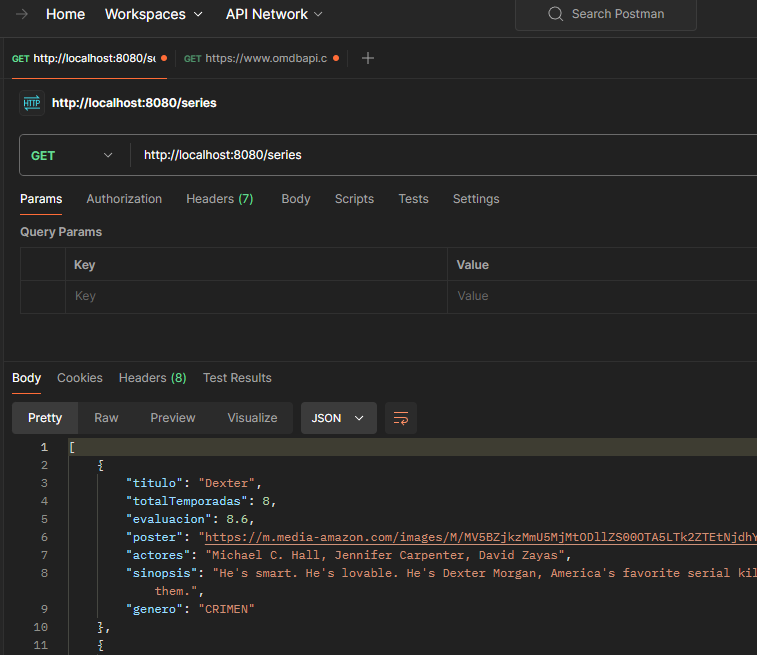 Home Workspaces API Network Search Postman
GET http://localhost:8080/se GET https://www.omdbapi.c
HTTP http://localhost:8080/series
GET http://localhost:8080/series
Params Authorization Headers (7) Body Scripts Tests Settings
Query Params
Key Value
Key Value
Body Cookies Headers (8) Test Results
Pretty Raw Preview Visualize JSON
1 [
2 {
3 "titulo": "Dexter",
4 "totalTemporadas": 8,
5 "evaluacion": 8.6,
6 "poster": "https://m.media-amazon.com/images/M/MV5BZjkzMmU5MjMtODllZS00OTA5LTk2ZTEtNjdhY
7 "actores": "Michael C. Hall, Jennifer Carpenter, David Zayas",
8 "sinopsis": "He's smart. He's lovable. He's Dexter Morgan, America's favorite serial kil
them.",
9 "genero": "CRIMEN"
10 },
11 {